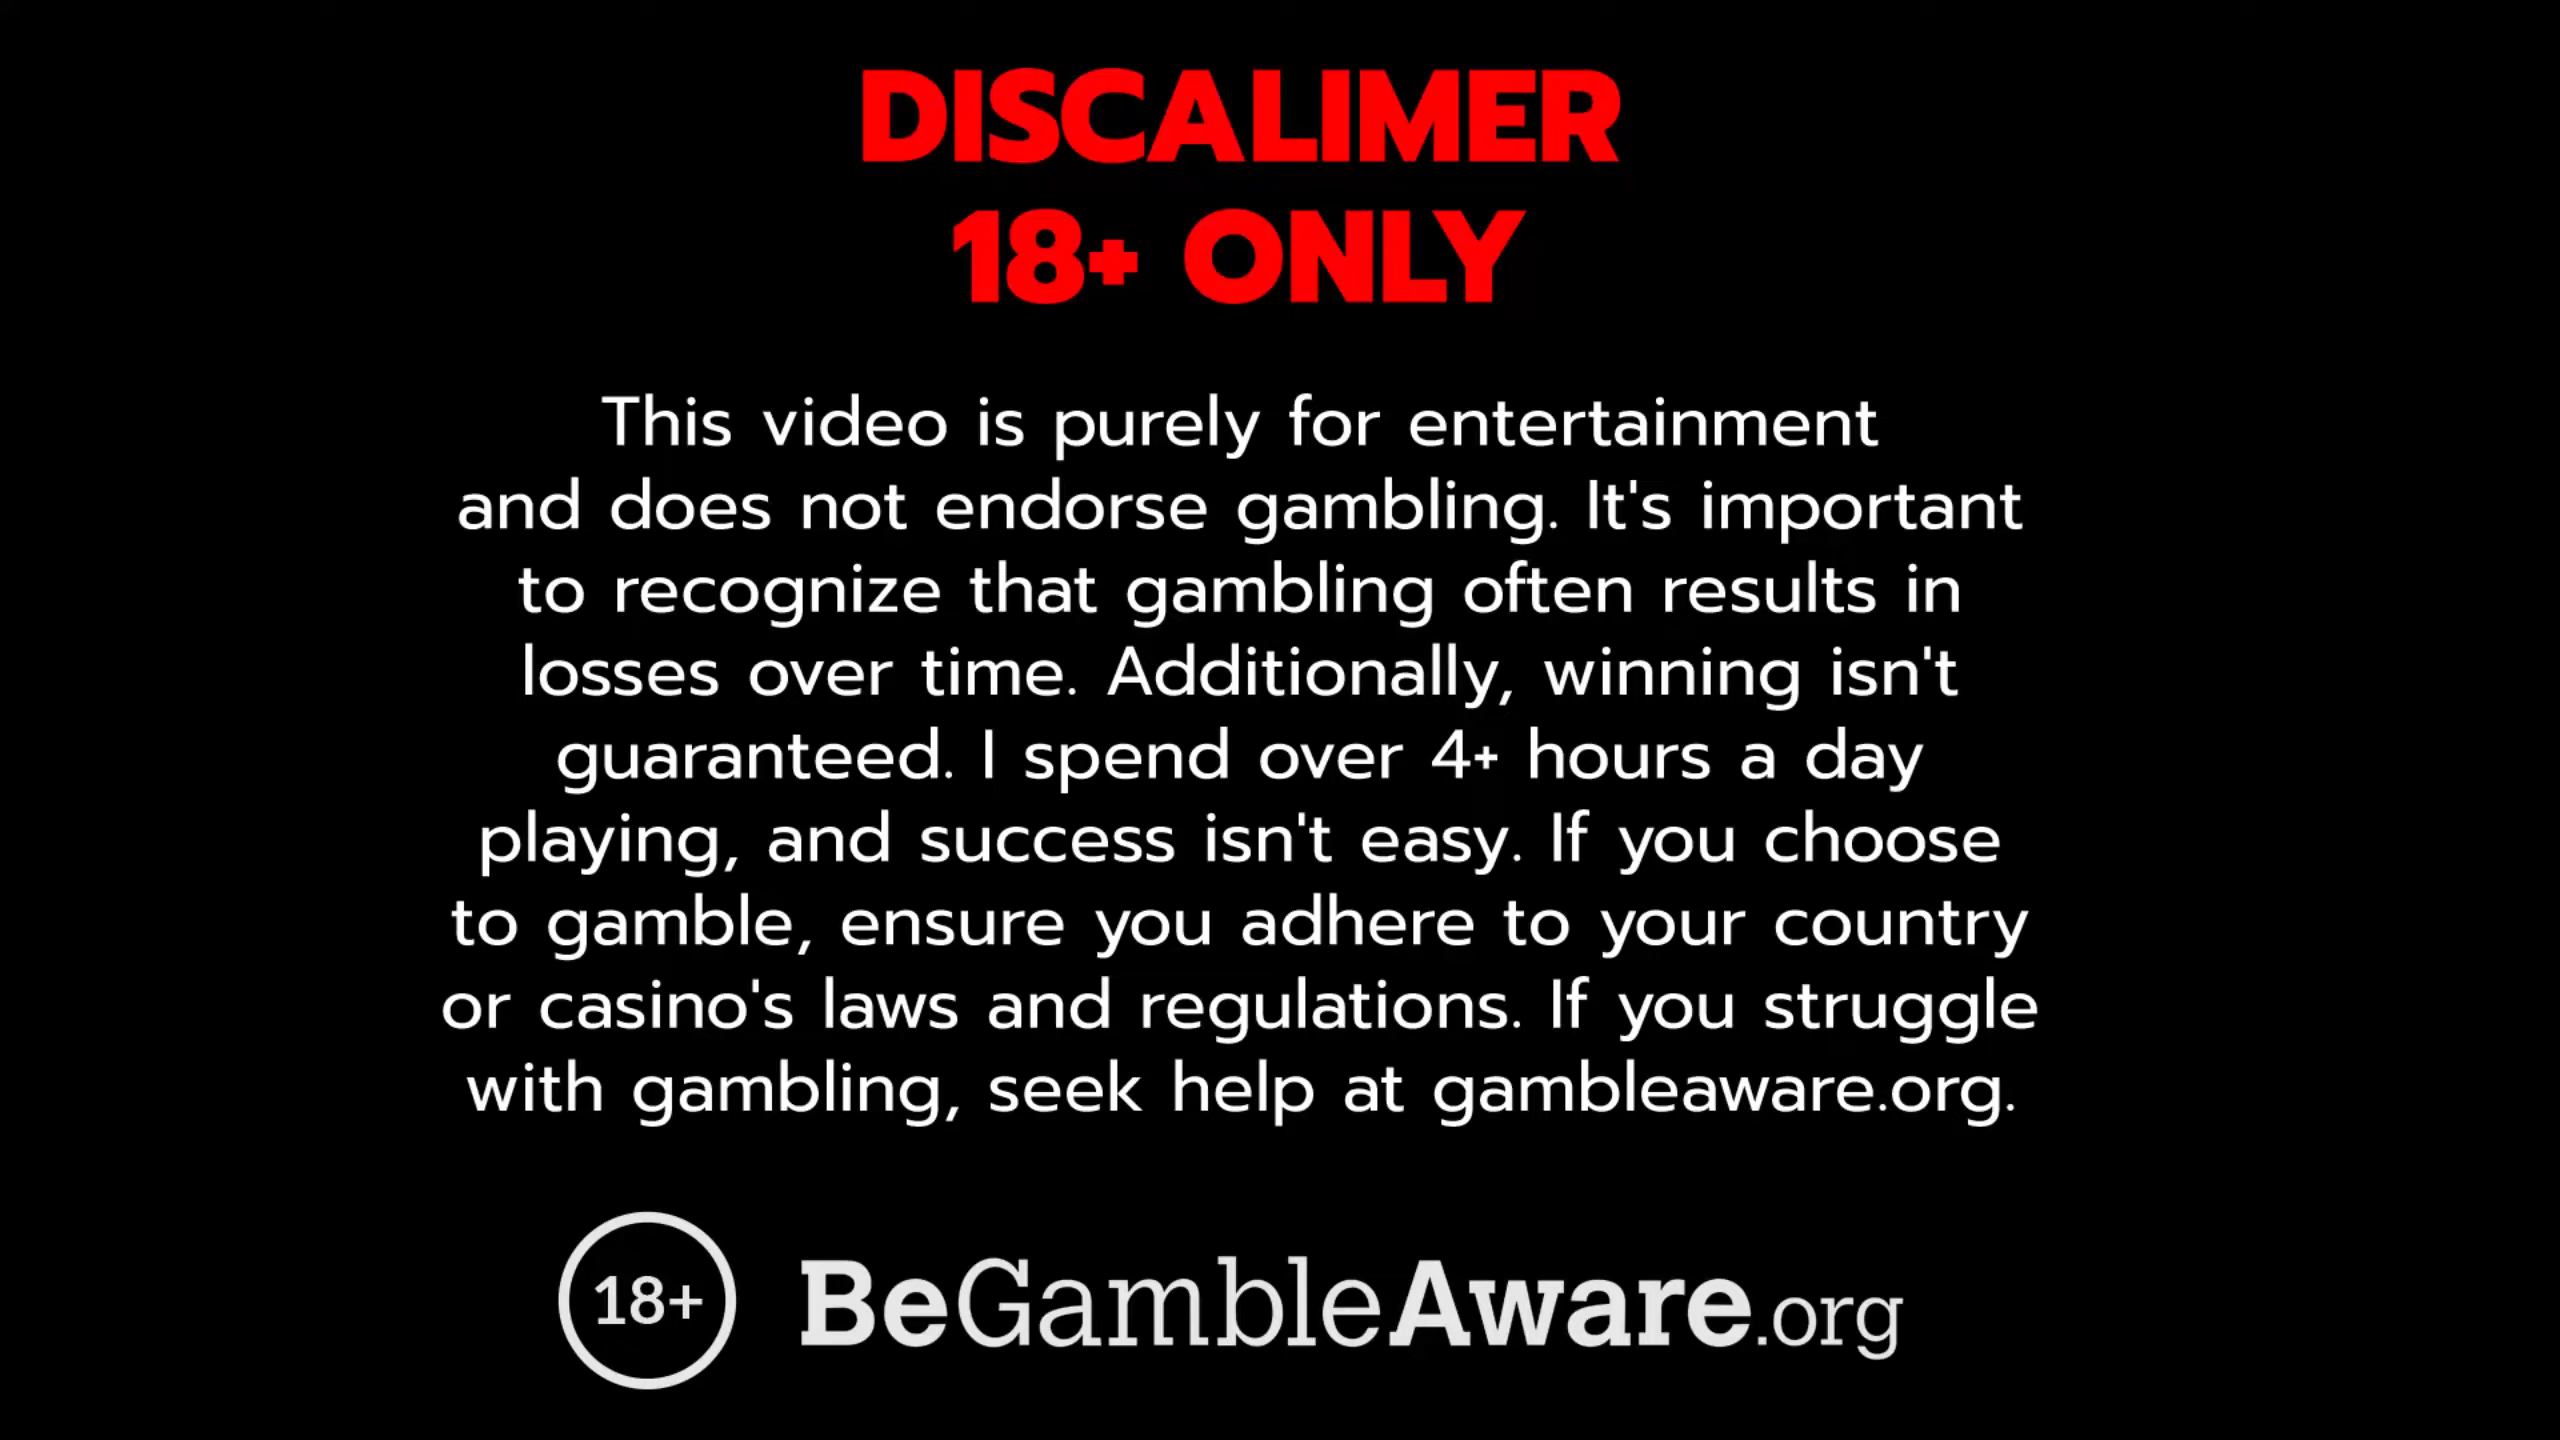 DISCALIMER
18+ ONLY
This video is purely for entertainment
and does not endorse gambling. It's important
to recognize that gambling often results in
losses over time. Additionally, winning isn't
guaranteed. I spend over 4+ hours a day
playing, and success isn't easy. If you choose
to gamble, ensure you adhere to your country
or casino's laws and regulations. If you struggle
with gambling, seek help at gambleaware.org.
18+ BeGambleAware.org